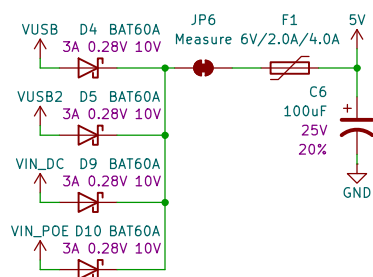 VUSB D4 BAT60A
3A 0.28V 10V
JP6
Measure
F1
6V/2.0A/4.0A
5V
VUSB2 D5 BAT60A
3A 0.28V 10V
C6
100uF
25V
20%
+
GND
VIN_DC D9 BAT60A
3A 0.28V 10V
VIN_POE D10 BAT60A
3A 0.28V 10V